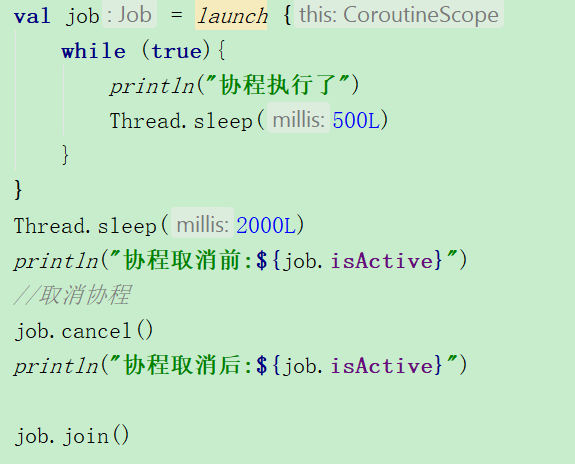 val job :Job = launch { this: CoroutineScope
while (true){
println("协程执行了")
Thread.sleep( millis: 500L)
}
}
Thread.sleep( millis: 2000L)
println("协程取消前:${job.isActive}")
//取消协程
job.cancel()
println("协程取消后:${job.isActive}")
job.join()